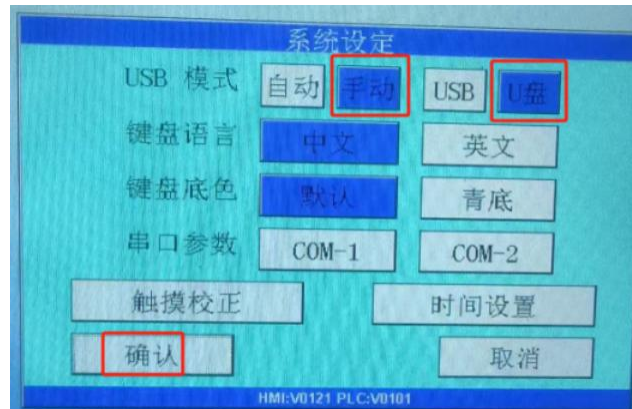 系统设定
USB 模式 自动 手动 USB U盘
键盘语言 中文 英文
键盘底色 默认 青底
串口参数 COM-1 COM-2
触摸校正 时间设置
确认 取消
HMI:V0121 PLC:V0101